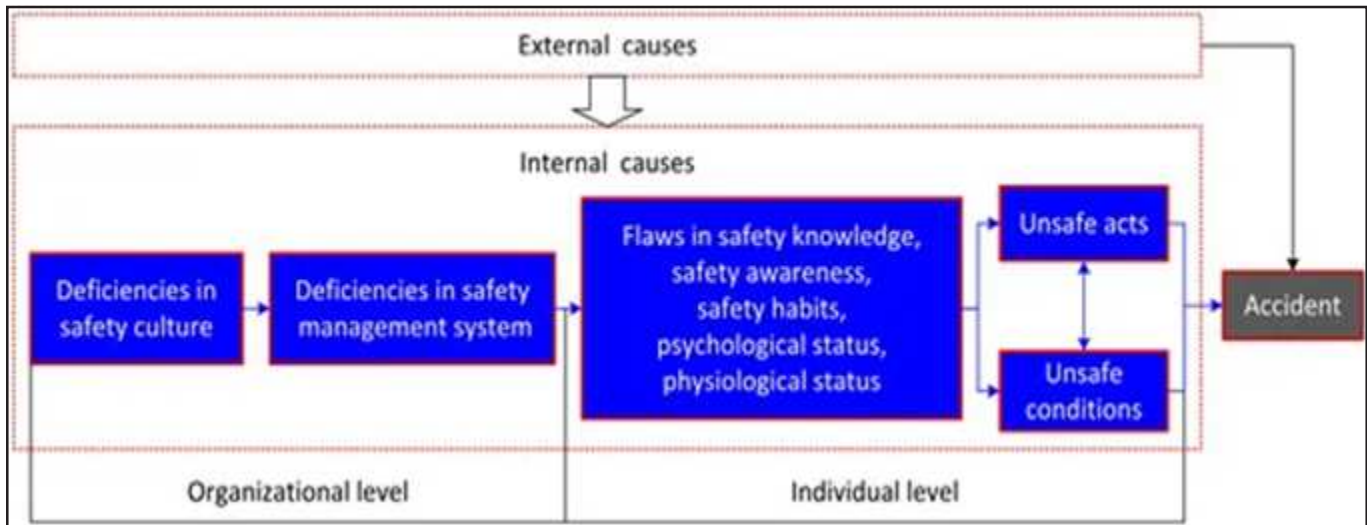 External causes
Internal causes
Deficiencies in
safety culture
Deficiencies in safety
management system
Flaws in safety knowledge,
safety awareness,
safety habits,
psychological status,
physiological status
Unsafe acts
Unsafe
conditions
Accident
Organizational level
Individual level